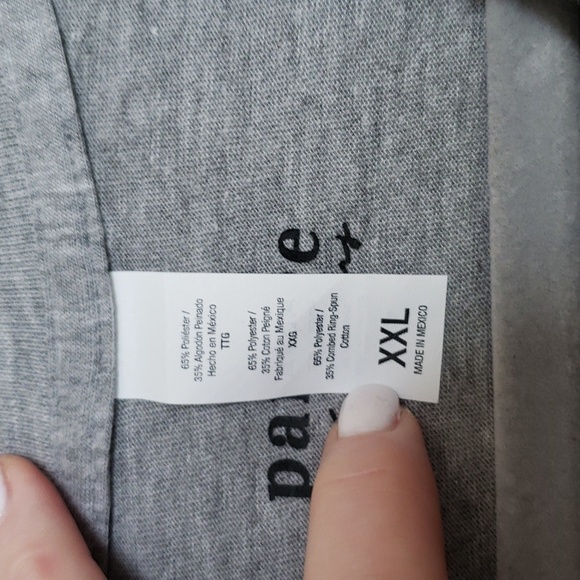 65% Poliéster /
35% Algodón Peinado
Hecho en México
TTG
65% Polyester /
35% Coton Peigné
Fabriqué au Mexique
XXG
65% Polyester /
35% Combed Ring-Spun
Cotton
XXL
MADE IN MEXICO